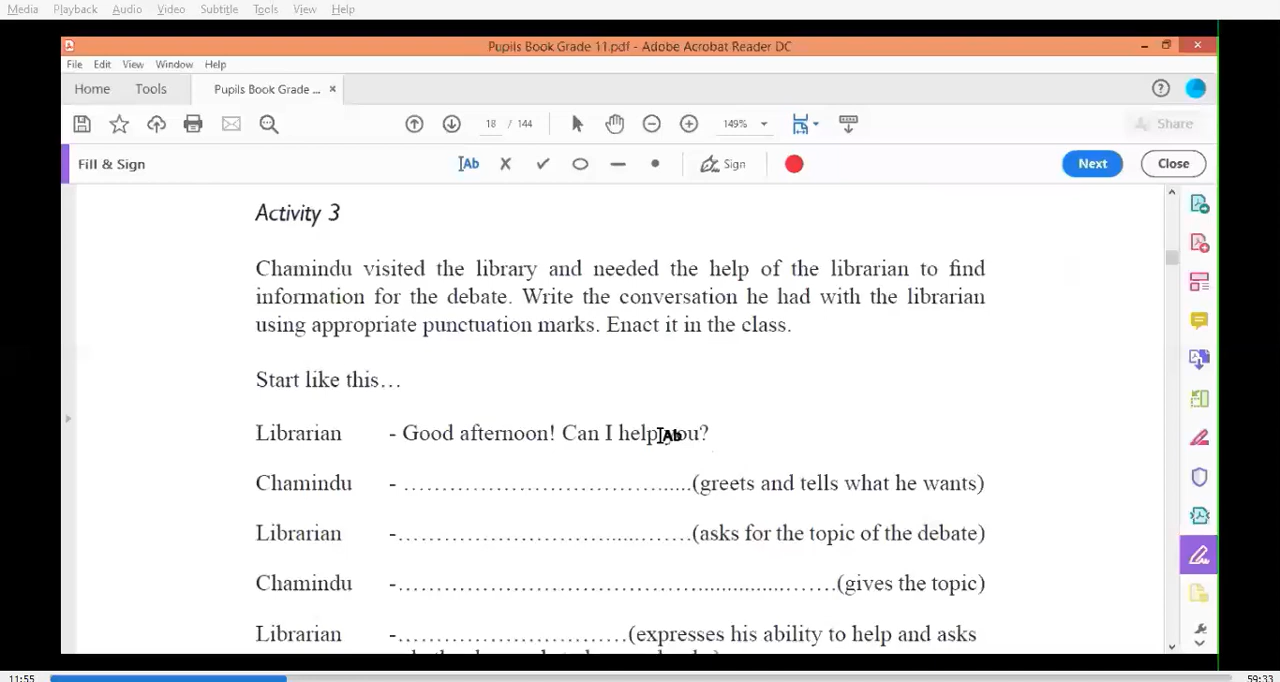 Media Playback Audio Video Subtitle Tools View Help
Pupils Book Grade 11.pdf - Adobe Acrobat Reader DC
File Edit View Window Help
Home Tools Pupils Book Grade ... ×
18 / 144 149% Share
Fill & Sign Ab Sign Next Close
Activity 3
Chamindu visited the library and needed the help of the librarian to find
information for the debate. Write the conversation he had with the librarian
using appropriate punctuation marks. Enact it in the class.
Start like this…
Librarian - Good afternoon! Can I help you?
Ab
Chamindu - ……………………………......(greets and tells what he wants)
Librarian -………………………......…….(asks for the topic of the debate)
Chamindu -…………………………………...............…….(gives the topic)
Librarian -…………………………(expresses his ability to help and asks
11:55 59:33